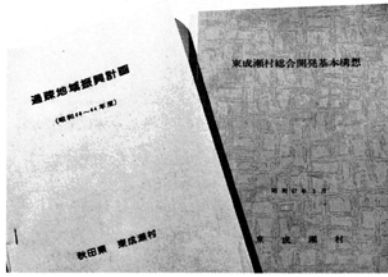 過疎地域振興計画
秋田県 東成瀬村
東成瀬村総合開発基本構想
東成瀬村